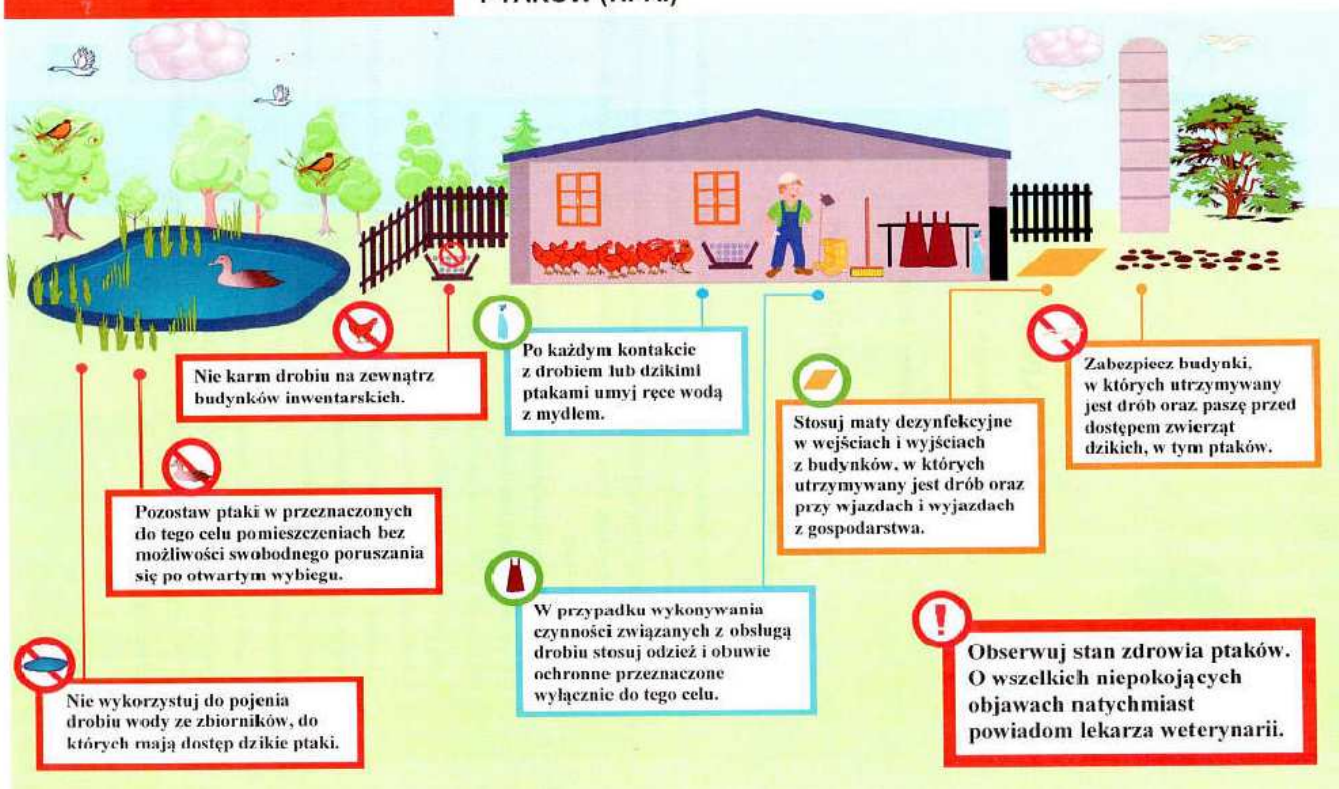 Nie karm drobiu na zewnątrz
budynków inwentarskich.
Po każdym kontakcie
z drobiem lub dzikimi
ptakami umyj ręce wodą
z mydłem.
Stosuj maty dezynfekcyjne
w wejściach i wyjściach
z budynków, w których
utrzymywany jest drób oraz
przy wjazdach i wyjazdach
z gospodarstwa.
Zabezpiecz budynki,
w których utrzymywany
jest drób oraz paszę przed
dostępem zwierząt
dzikich, w tym ptaków.
Pozostaw ptaki w przeznaczonych
do tego celu pomieszczeniach bez
możliwości swobodnego poruszania
się po otwartym wybiegu.
W przypadku wykonywania
czynności związanych z obsługą
drobiu stosuj odzież i obuwie
ochronne przeznaczone
wyłącznie do tego celu.
Nie wykorzystuj do pojenia
drobiu wody ze zbiorników, do
których mają dostęp dzikie ptaki.
!
Obserwuj stan zdrowia ptaków.
O wszelkich niepokojących
objawach natychmiast
powiadom lekarza weterynarii.